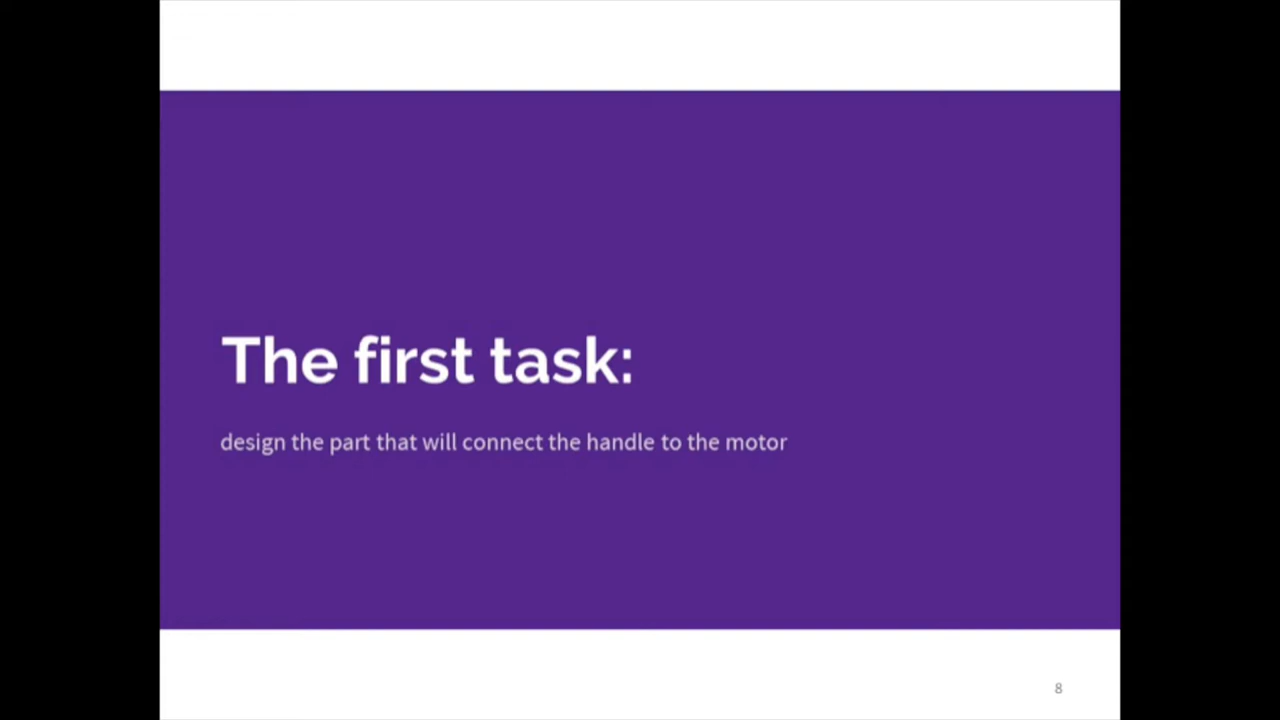 The first task:
design the part that will connect the handle to the motor
8